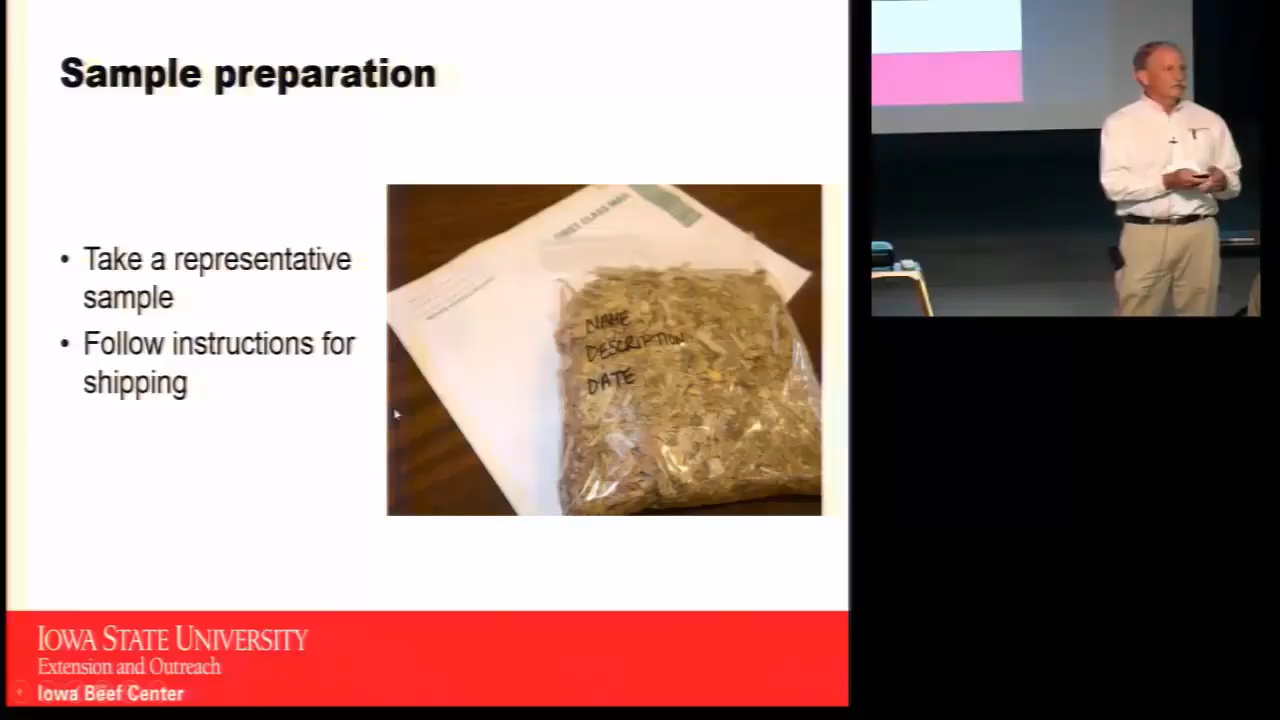 Sample preparation
• Take a representative
sample
• Follow instructions for
shipping
FIRST CLASS MAIL
NAME
DESCRIPTION
DATE
IOWA STATE UNIVERSITY
Extension and Outreach
Iowa Beef Center